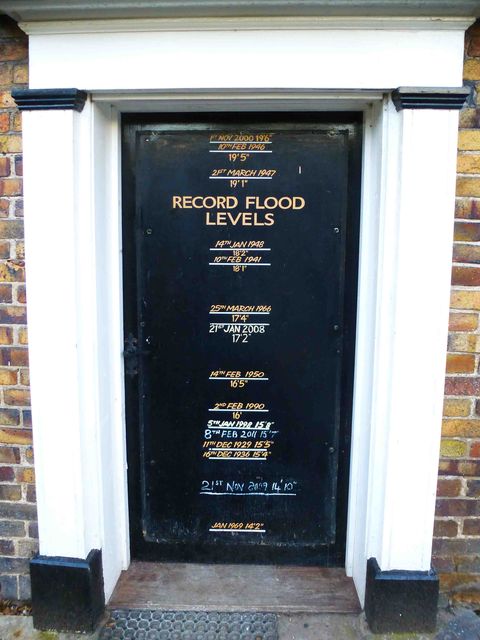 1ST NOV 2000 19'6"
10TH FEB 1946
19'5"
21ST MARCH 1947
19'1"
RECORD FLOOD
LEVELS
14TH JAN 1948
18'2"
10TH FEB 1941
18'1"
25TH MARCH 1966
17'4"
21ST JAN 2008
17'2"
14TH FEB 1950
16'5"
2ND FEB 1990
16'
5TH JAN 1998 15'8"
8TH FEB 2011 15'7"
11TH DEC 1929 15'5"
16TH DEC 1936 15'4"
21ST NOV 2009 14'10"
JAN 1969 14'2"